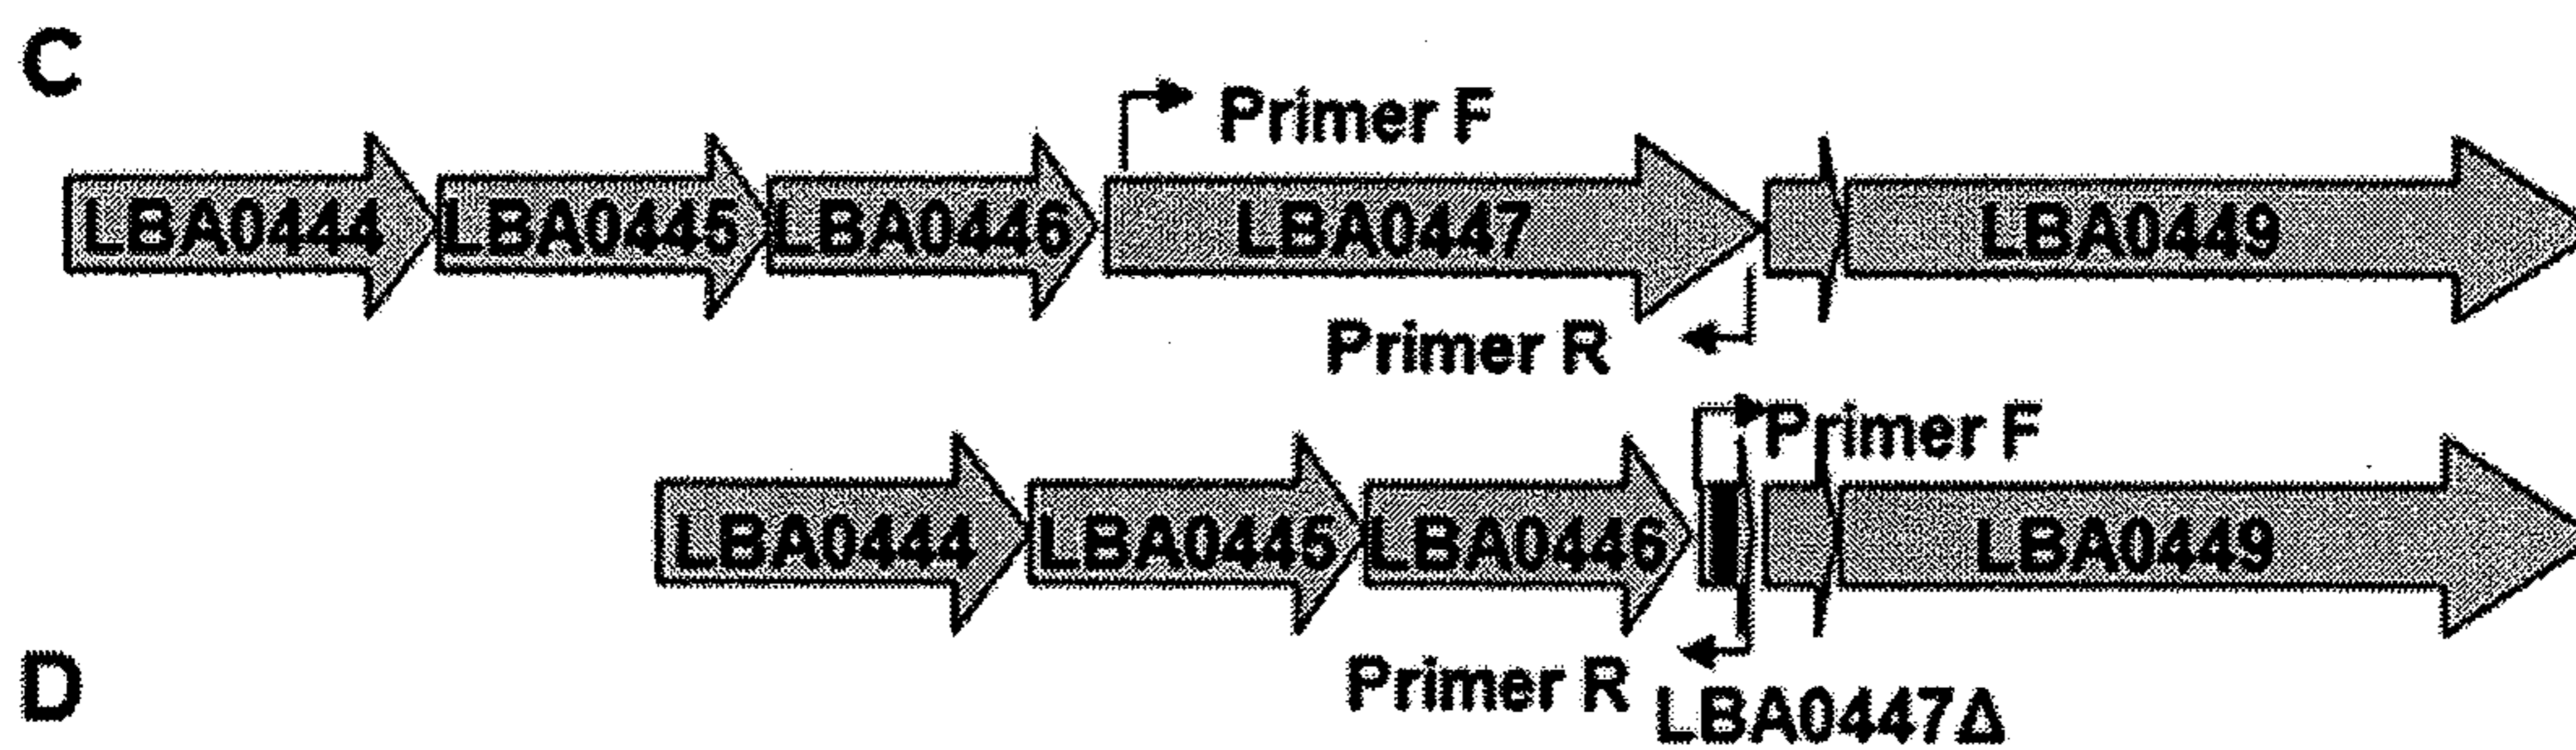 C
Primer F
LBA0444 LBA0445 LBA0446 LBA0447 LBA0449
Primer R
Primer F
LBA0444 LBA0445 LBA0446 LBA0449
Primer R
LBA0447Δ
D